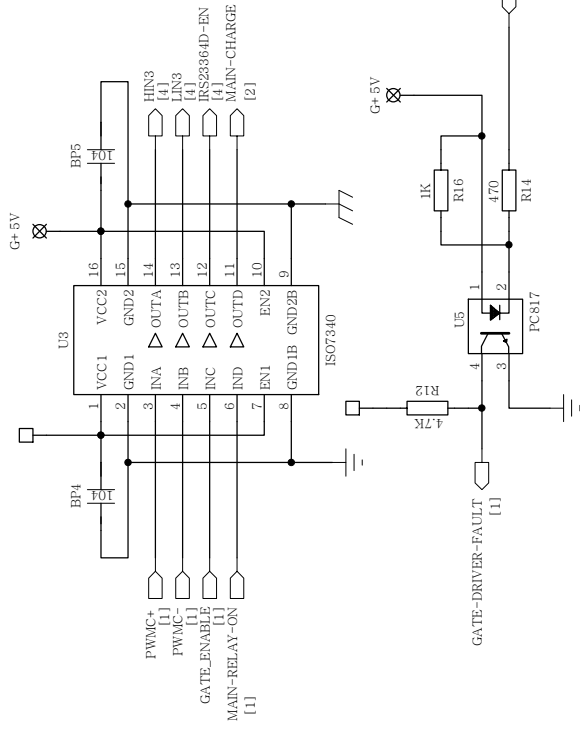 G+5V
BP5
104
HIN3
[4]
LIN3
[4]
IRS23364D-EN
[4]
MAIN-CHARGE
[2]
16
15
14
13
12
11
10
9
VCC2
GND2
OUTA
OUTB
OUTC
OUTD
EN2
GND2B
U3
ISO7340
VCC1
GND1
INA
INB
INC
IND
EN1
GND1B
1
2
3
4
5
6
7
8
BP4
104
PWMC+
[1]
PWMC-
[1]
GATE_ENABLE
[1]
MAIN-RELAY-ON
[1]
G+5V
1K
R16
470
R14
1
2
U5
PC817
4
3
R12
4.7K
GATE-DRIVER-FAULT
[1]